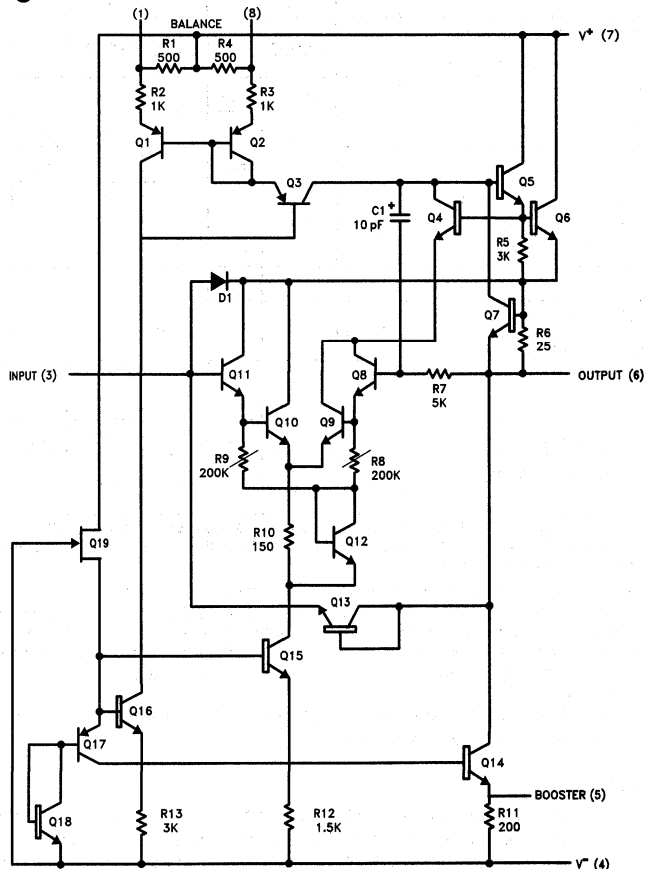 (1)
BALANCE
(8)
V+ (7)
R1
500
R4
500
R2
1K
R3
1K
Q1
Q2
Q3
Q5
C1
+
10 pF
Q4
Q6
R5
3K
D1
Q7
R6
25
INPUT (3)
Q11
Q8
R7
5K
OUTPUT (6)
Q10
Q9
R9
200K
R8
200K
Q19
R10
150
Q12
Q13
Q15
Q16
Q17
Q14
BOOSTER (5)
Q18
R13
3K
R12
1.5K
R11
200
V- (4)